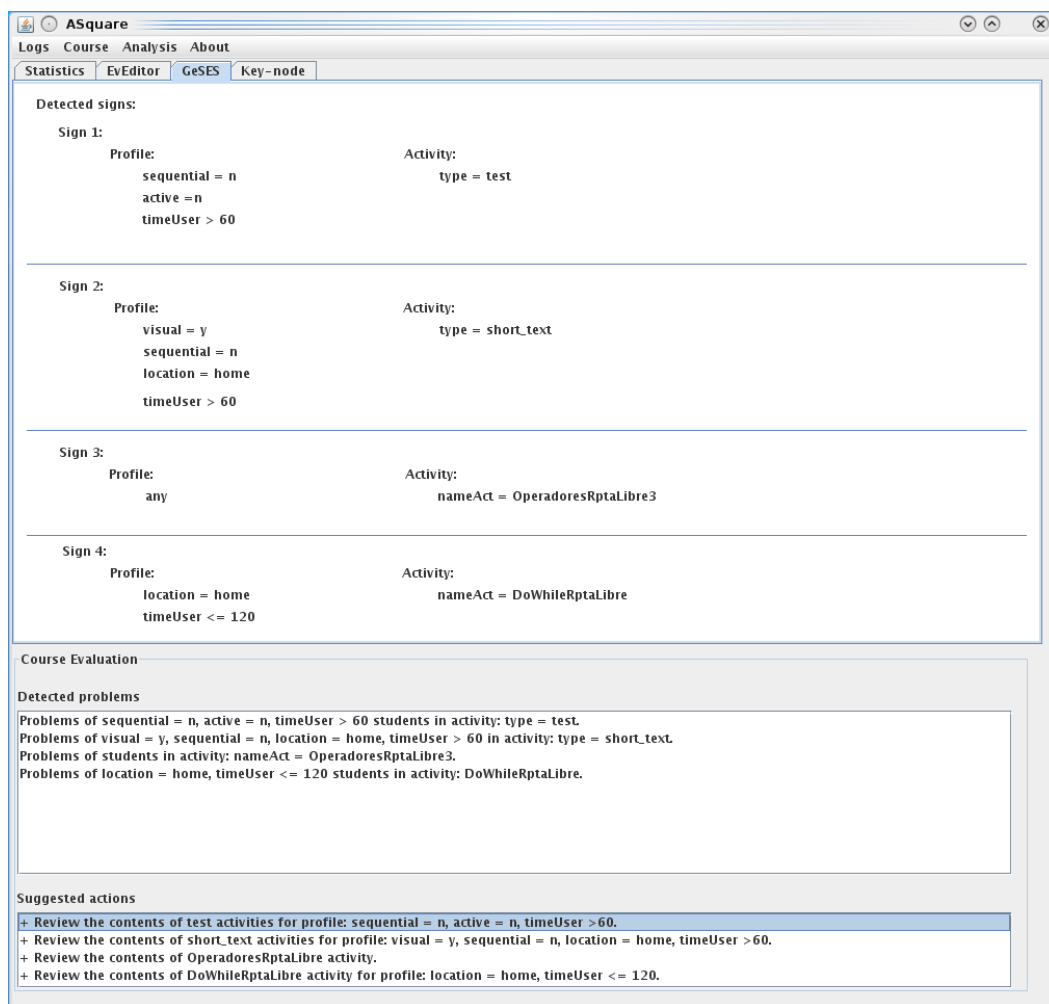 ASquare
Logs Course Analysis About
Statistics EvEditor GeSES Key-node
Detected signs:
Sign 1:
Profile: Activity:
sequential = n type = test
active =n
timeUser > 60
Sign 2:
Profile: Activity:
visual = y type = short_text
sequential = n
location = home
timeUser > 60
Sign 3:
Profile: Activity:
any nameAct = OperadoresRptaLibre3
Sign 4:
Profile: Activity:
location = home nameAct = DoWhileRptaLibre
timeUser <= 120
Course Evaluation
Detected problems
Problems of sequential = n, active = n, timeUser > 60 students in activity: type = test.
Problems of visual = y, sequential = n, location = home, timeUser > 60 in activity: type = short_text.
Problems of students in activity: nameAct = OperadoresRptaLibre3.
Problems of location = home, timeUser <= 120 students in activity: DoWhileRptaLibre.
Suggested actions
+ Review the contents of test activities for profile: sequential = n, active = n, timeUser >60.
+ Review the contents of short_text activities for profile: visual = y, sequential = n, location = home, timeUser >60.
+ Review the contents of OperadoresRptaLibre activity.
+ Review the contents of DoWhileRptaLibre activity for profile: location = home, timeUser <= 120.